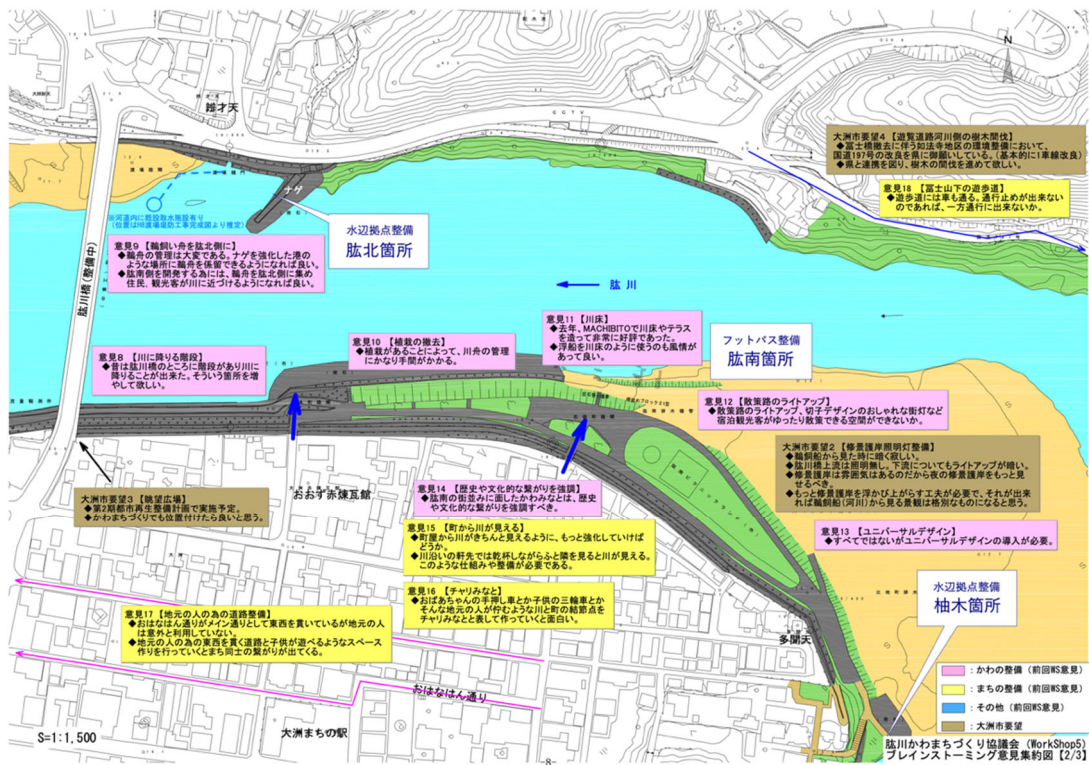 辨才天
CCTV
N
大洲市要望4 【遊覧道路河川側の樹木間伐】
◆冨士橋撤去に伴う如法寺地区の環境整備において、
国道197号の改良を県に御願いしている。(基本的に1車線改良)
◆県と連携を図り、樹木の間伐を進めて欲しい。
意見18 【冨士山下の遊歩道】
◆遊歩道には車も通る。通行止めが出来ない
のであれば、一方通行に出来ないか。
ナゲ
※河道内に既設取水施設有り
(位置はH8渡場堤防工事完成図より推定)
水辺拠点整備
肱北箇所
意見9 【鵜飼い舟を肱北側に】
◆鵜舟の管理は大変である。ナゲを強化した港の
ような場所に鵜舟を係留できるようになれば良い。
◆肱南側を開発する為には、鵜舟を肱北側に集め
住民、観光客が川に近づけるようになれば良い。
肱川橋(整備中)
肱 川
意見8 【川に降りる階段】
◆昔は肱川橋のところに階段があり川に
降りることが出来た。そういう箇所を増
やして欲しい。
意見10 【植栽の撤去】
◆植栽があることによって、川舟の管理
にかなり手間がかかる。
意見11 【川床】
◆去年、MACHIBITOで川床やテラス
を造って非常に好評であった。
◆浮船を川床のように使うのも風情が
あって良い。
フットパス整備
肱南箇所
意見12 【散策路のライトアップ】
◆散策路のライトアップ、切子デザインのおしゃれな街灯など
宿泊観光客がゆったり散策できる空間ができないか。
大洲市要望2 【修景護岸照明灯整備】
◆鵜飼船から見た時に暗く寂しい。
◆肱川橋上流は照明無し。下流についてもライトアップが暗い。
◆修景護岸は雰囲気はあるのだから夜の修景護岸をもっと見
せるべき。
◆もっと修景護岸を浮かび上がらす工夫が必要で、それが出来
れば鵜飼船(河川)から見る景観は格別なものになると思う。
大洲市要望3 【眺望広場】
◆第2期都市再生整備計画で実施予定。
◆かわまちづくりでも位置付けたら良いと思う。
おおず赤煉瓦館
意見14 【歴史や文化的な繋がりを強調】
◆肱南の街並みに面したかわみなとは、歴史
や文化的な繋がりを強調すべき。
意見15 【町から川が見える】
◆町屋から川がきちんと見えるように、もっと強化していけば
どうか。
◆川沿いの軒先では乾杯しながらふと隣を見ると川が見える。
このような仕組みや整備が必要である。
意見13 【ユニバーサルデザイン】
◆すべてではないがユニバーサルデザインの導入が必要。
意見16 【チャリみなと】
◆おばあちゃんの手押し車とか子供の三輪車とか
そんな地元の人が佇むような川と町の結節点を
チャリみなとと表して作っていくと面白い。
水辺拠点整備
柚木箇所
意見17 【地元の人の為の道路整備】
◆おはなはん通りがメイン通りとして東西を貫いているが地元の人
は意外と利用していない。
◆地元の人の為の東西を貫く道路と子供が遊べるようなスペース
作りを行っていくとまち同士の繋がりが出てくる。
多聞天
おはなはん通り
大洲まちの駅
S=1:1,500
:かわの整備(前回WS意見)
:まちの整備(前回WS意見)
:その他(前回WS意見)
:大洲市要望
肱川かわまちづくり協議会 (WorkShop5)
ブレインストーミング意見集約図【2/3】
-8-